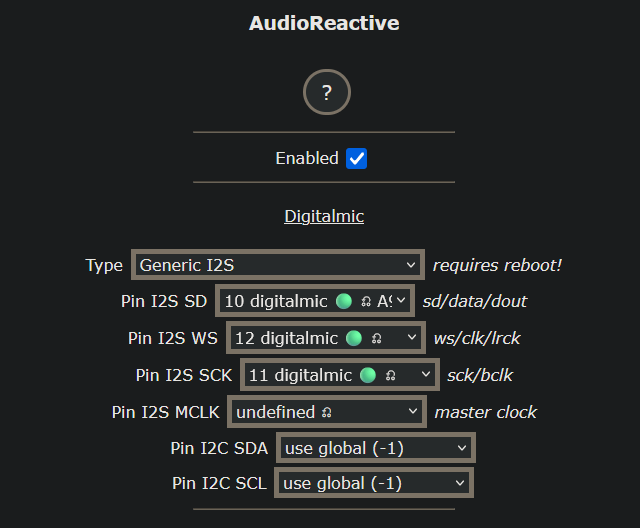 AudioReactive
?
Enabled
Digitalmic
Type Generic I2S requires reboot!
Pin I2S SD 10 digitalmic 🟢 ⎌ A9 sd/data/dout
Pin I2S WS 12 digitalmic 🟢 ⎌ ws/clk/lrck
Pin I2S SCK 11 digitalmic 🟢 ⎌ sck/bclk
Pin I2S MCLK undefined ⎌ master clock
Pin I2C SDA use global (-1)
Pin I2C SCL use global (-1)